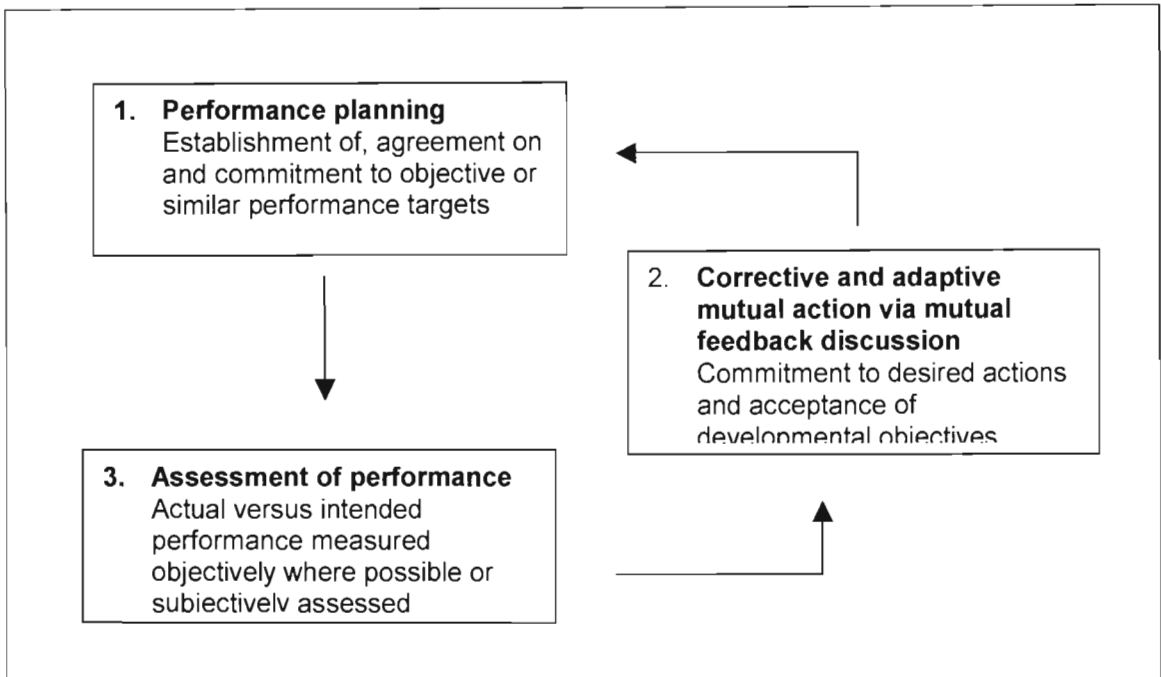 1. Performance planning
Establishment of, agreement on
and commitment to objective or
similar performance targets
2. Corrective and adaptive
mutual action via mutual
feedback discussion
Commitment to desired actions
and acceptance of
developmental objectives
3. Assessment of performance
Actual versus intended
performance measured
objectively where possible or
subjectively assessed